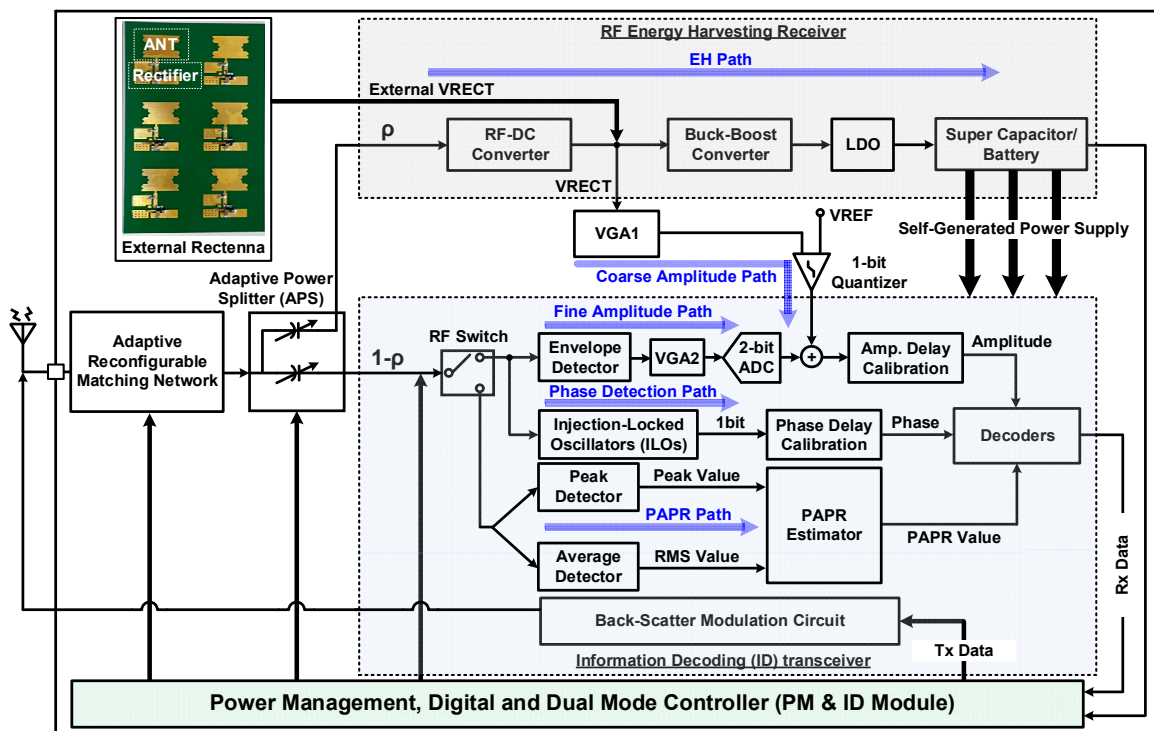 RF Energy Harvesting Receiver
ANT
Rectifier
External Rectenna
EH Path
External VRECT
ρ
RF-DC
Converter
Buck-Boost
Converter
LDO
Super Capacitor/
Battery
VRECT
VGA1
VREF
1-bit
Quantizer
Self-Generated Power Supply
Coarse Amplitude Path
Adaptive Power
Splitter (APS)
Adaptive
Reconfigurable
Matching Network
1-ρ
RF Switch
Fine Amplitude Path
Envelope
Detector
VGA2
2-bit
ADC
+
Amp. Delay
Calibration
Amplitude
Phase Detection Path
Injection-Locked
Oscillators (ILOs)
1bit
Phase Delay
Calibration
Phase
Decoders
Peak
Detector
Peak Value
PAPR Path
PAPR
Estimator
PAPR Value
Average
Detector
RMS Value
Rx Data
Back-Scatter Modulation Circuit
Tx Data
Information Decoding (ID) transceiver
Power Management, Digital and Dual Mode Controller (PM & ID Module)